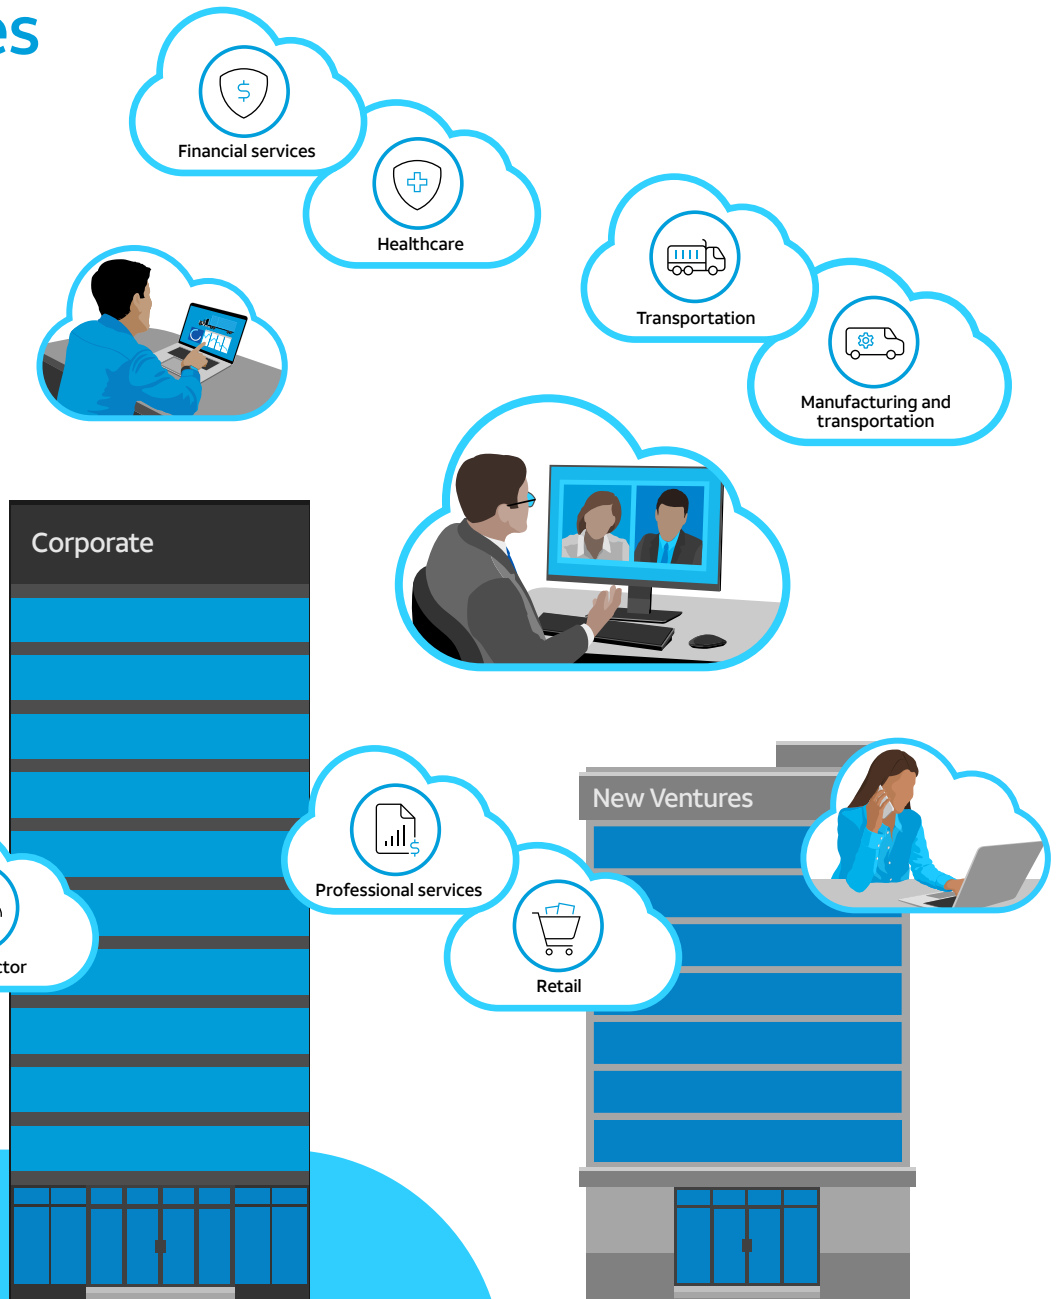 es
Financial services
Healthcare
Transportation
Manufacturing and
transportation
Corporate
New Ventures
Professional services
ctor
Retail